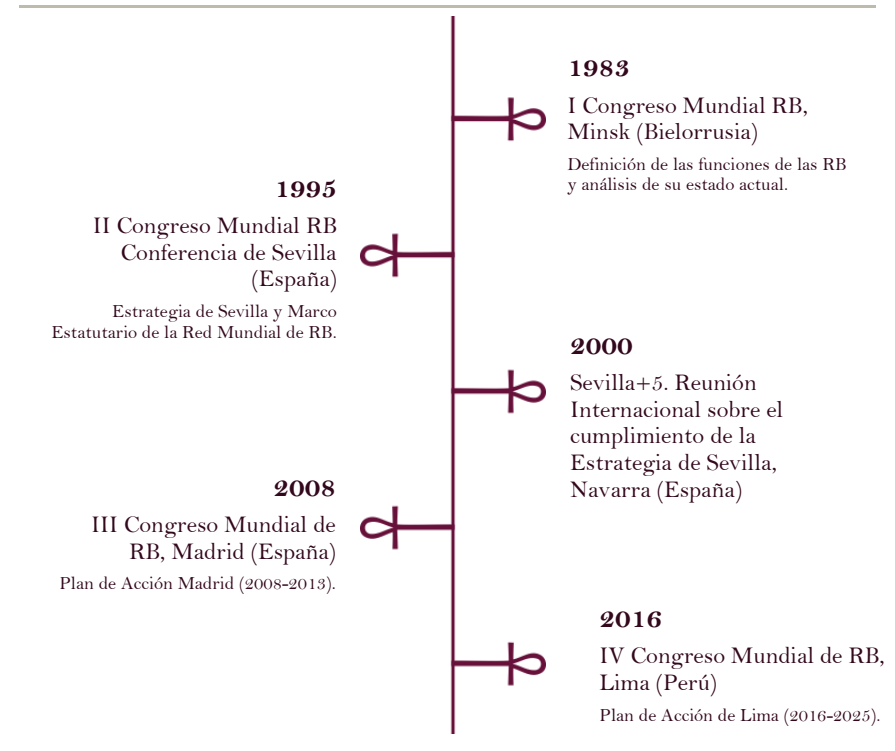 1983
I Congreso Mundial RB,
Minsk (Bielorrusia)
Definición de las funciones de las RB
y análisis de su estado actual.
1995
II Congreso Mundial RB
Conferencia de Sevilla
(España)
Estrategia de Sevilla y Marco
Estatutario de la Red Mundial de RB.
2000
Sevilla+5. Reunión
Internacional sobre el
cumplimiento de la
Estrategia de Sevilla,
Navarra (España)
2008
III Congreso Mundial de
RB, Madrid (España)
Plan de Acción Madrid (2008-2013).
2016
IV Congreso Mundial de RB,
Lima (Perú)
Plan de Acción de Lima (2016-2025).